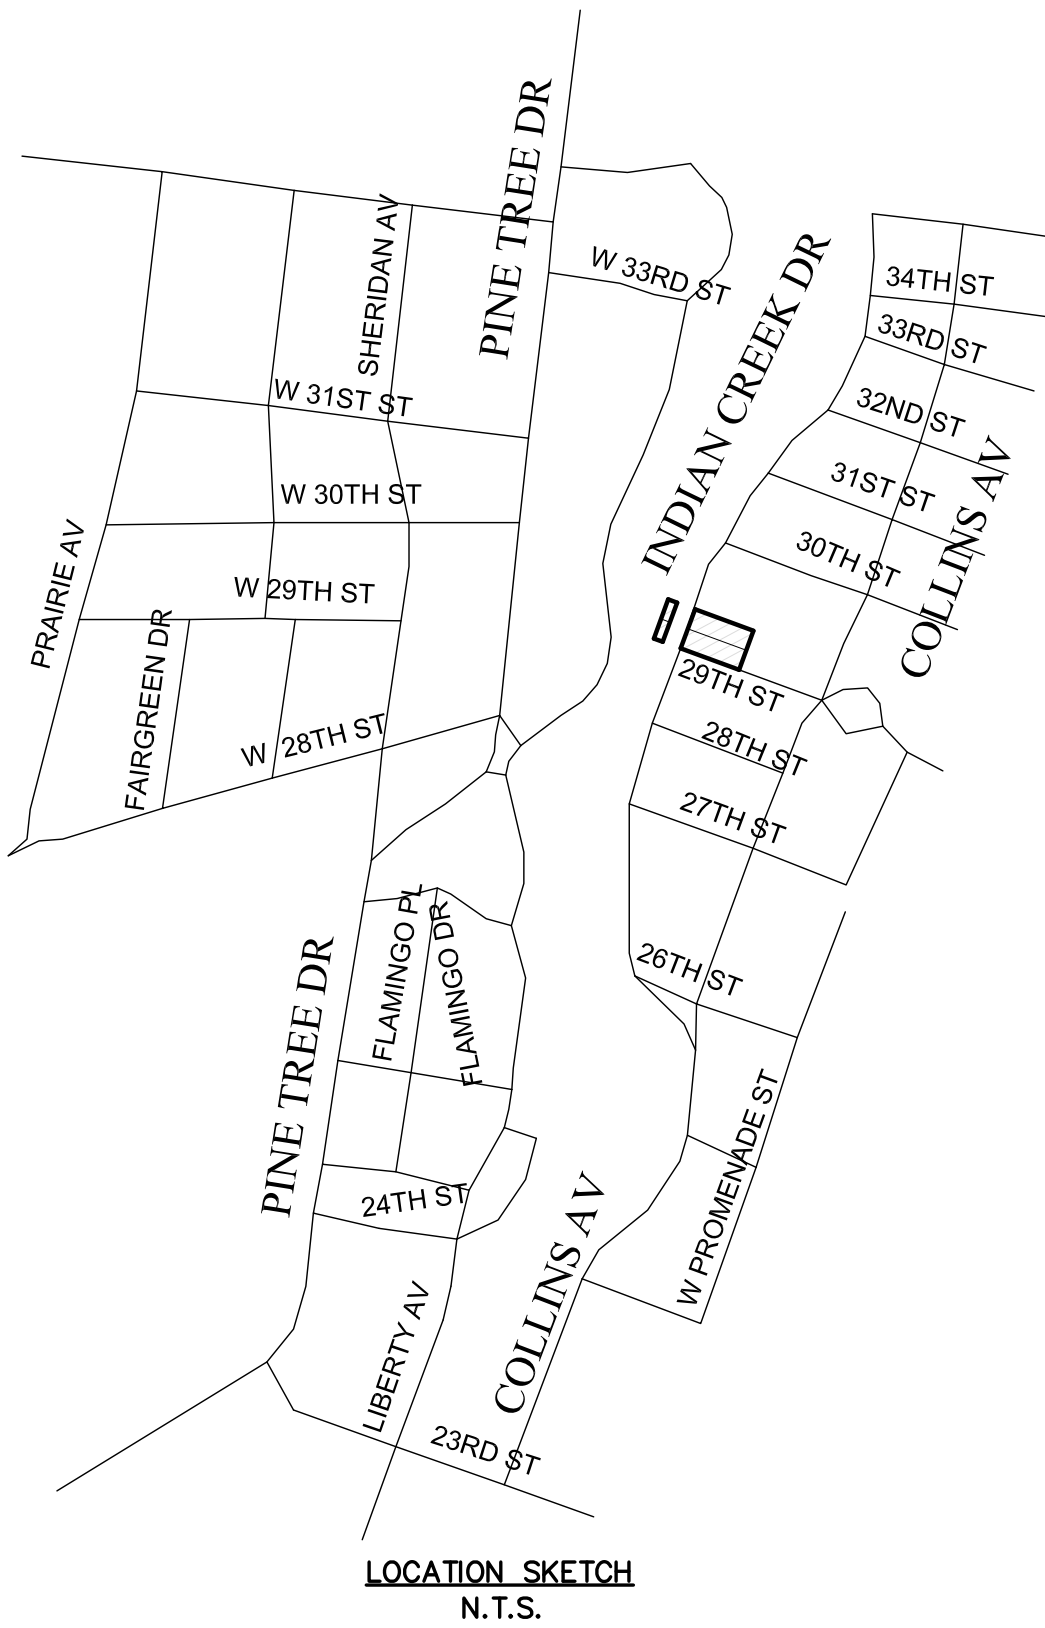 PINE TREE DR
SHERIDAN AV
W 33RD ST
INDIAN CREEK DR
34TH ST
33RD ST
32ND ST
31ST ST
30TH ST
COLLINS AV
W 31ST ST
W 30TH ST
W 29TH ST
PRAIRIE AV
FAIRGREEN DR
W 28TH ST
29TH ST
28TH ST
27TH ST
26TH ST
FLAMINGO PL
FLAMINGO DR
PINE TREE DR
24TH ST
W PROMENADE ST
COLLINS AV
LIBERTY AV
23RD ST
LOCATION SKETCH
N.T.S.